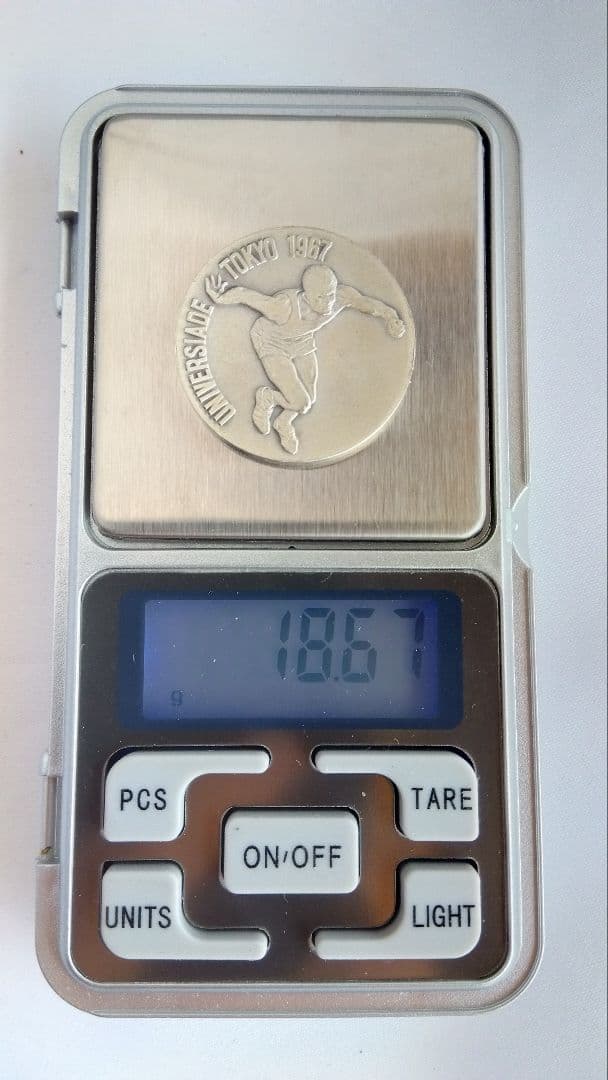 UNIVERSIADE TOKYO 1967
18.67
g
PCS
TARE
ON/OFF
UNITS
LIGHT